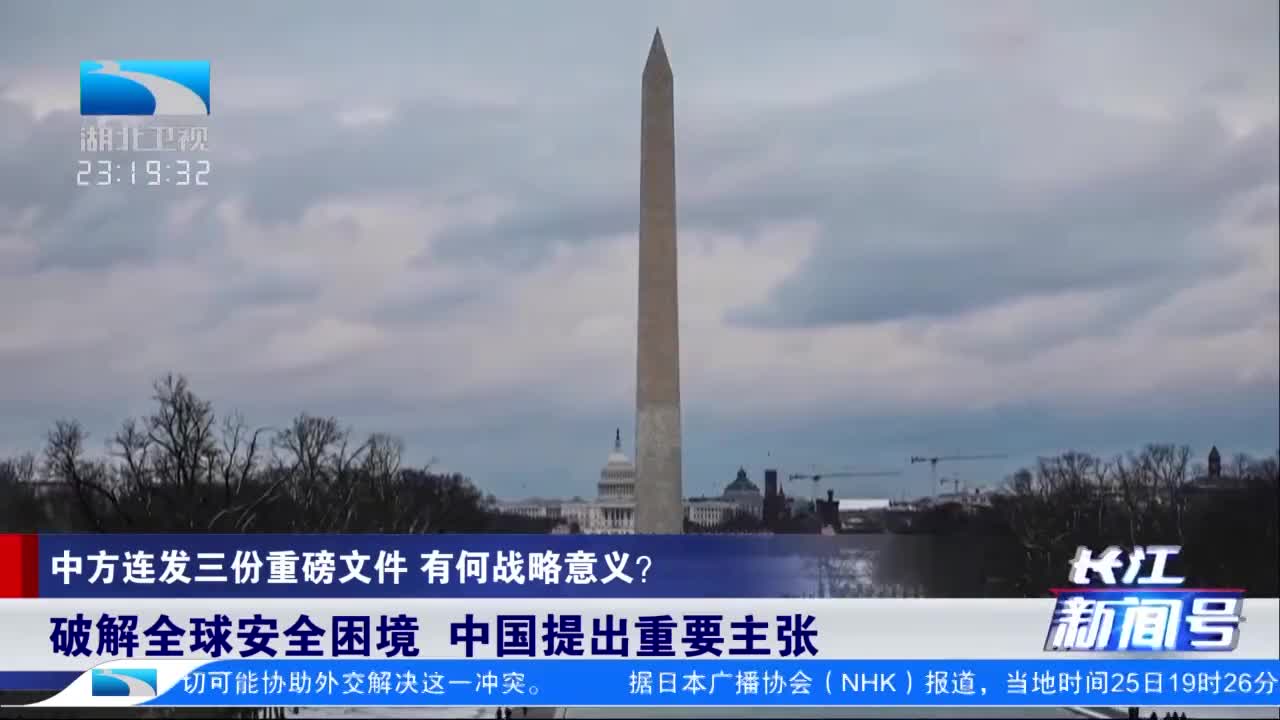 湖北卫视
23:19:32
中方连发三份重磅文件 有何战略意义?
破解全球安全困境 中国提出重要主张
长江
新闻号
切可能协助外交解决这一冲突。 据日本广播协会（NHK）报道，当地时间25日19时26分